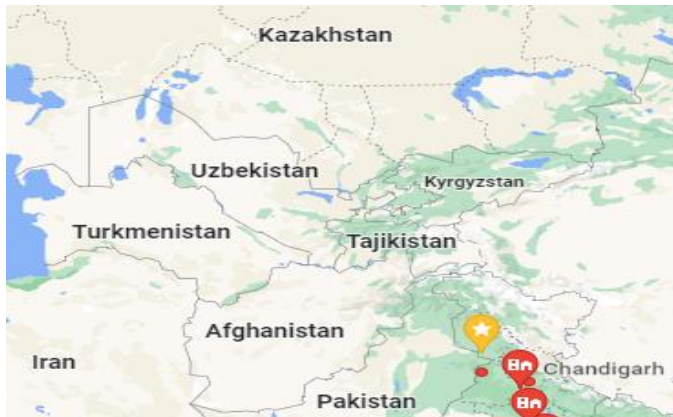 Kazakhstan
Uzbekistan
Kyrgyzstan
Turkmenistan
Tajikistan
Afghanistan
Iran
Chandigarh
Pakistan